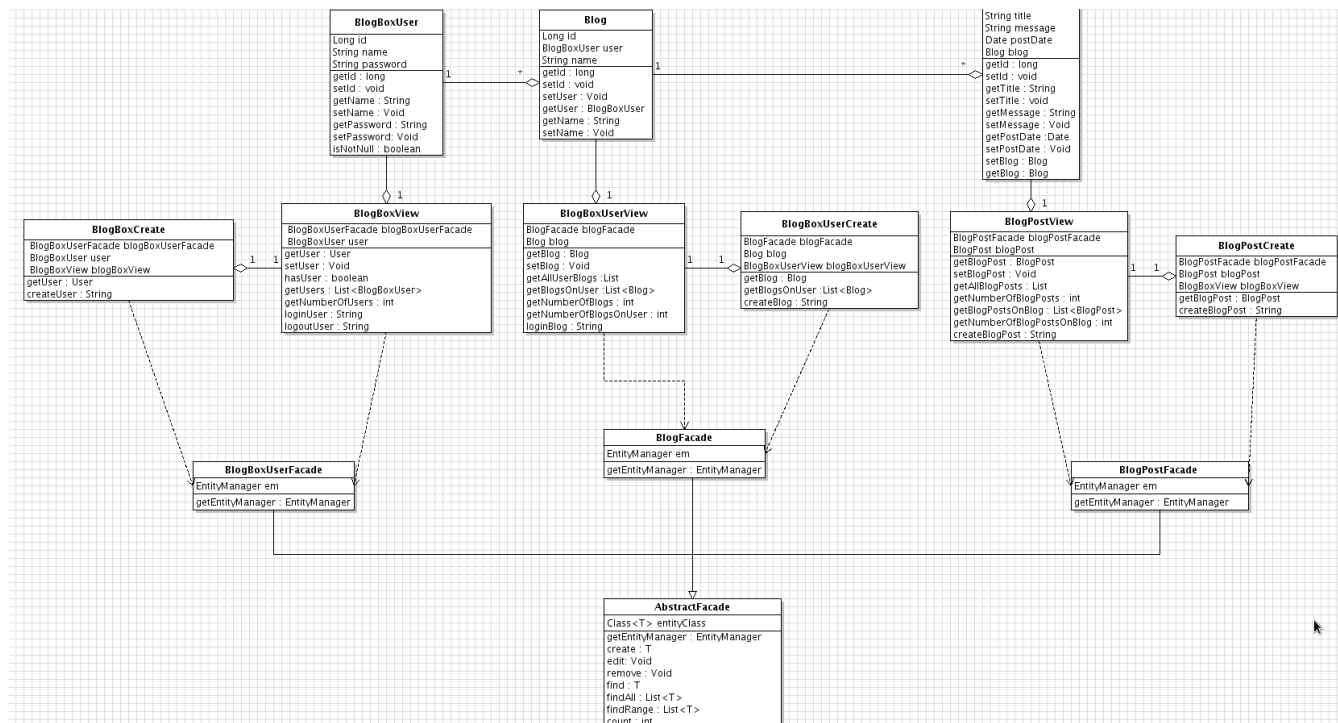 BlogBoxUser
Long id
String name
String password
getId : long
setId : void
getName : String
setName : Void
getPassword : String
setPassword: Void
isNotNull : boolean
1
*
Blog
Long id
BlogBoxUser user
String name
getId : long
setId : void
setUser : Void
getUser : BlogBoxUser
getName : String
setName : Void
1
*
String title
String message
Date postDate
Blog blog
getId : long
setId : void
getTitle : String
setTitle : void
getMessage : String
setMessage : Void
getPostDate :Date
setPostDate : Void
setBlog : Blog
getBlog : Blog
1
1
1
BlogBoxCreate
BlogBoxUserFacade blogBoxUserFacade
BlogBoxUser user
BlogBoxView blogBoxView
getUser : User
createUser : String
1
1
BlogBoxView
BlogBoxUserFacade blogBoxUserFacade
BlogBoxUser user
getUser : User
setUser : Void
hasUser : boolean
getUsers : List<BlogBoxUser>
getNumberOfUsers : int
loginUser : String
logoutUser : String
BlogBoxUserView
BlogFacade blogFacade
Blog blog
getBlog : Blog
setBlog : Void
getAllUserBlogs :List
getBlogsOnUser :List<Blog>
getNumberOfBlogs : int
getNumberOfBlogsOnUser : int
loginBlog : String
1
1
BlogBoxUserCreate
BlogFacade blogFacade
Blog blog
BlogBoxUserView blogBoxUserView
getBlog : Blog
getBlogsOnUser :List<Blog>
createBlog : String
BlogPostView
BlogPostFacade blogPostFacade
BlogPost blogPost
getBlogPost : BlogPost
setBlogPost : Void
getAllBlogPosts : List
getNumberOfBlogPosts : int
getBlogPostsOnBlog : List<BlogPost>
getNumberOfBlogPostsOnBlog : int
createBlogPost : String
1
1
BlogPostCreate
BlogPostFacade blogPostFacade
BlogPost blogPost
BlogBoxView blogBoxView
getBlogPost : BlogPost
createBlogPost : String
BlogBoxUserFacade
EntityManager em
getEntityManager : EntityManager
BlogFacade
EntityManager em
getEntityManager : EntityManager
BlogPostFacade
EntityManager em
getEntityManager : EntityManager
AbstractFacade
Class<T> entityClass
getEntityManager : EntityManager
create : T
edit: Void
remove : Void
find : T
findAll : List<T>
findRange : List<T>
count : int